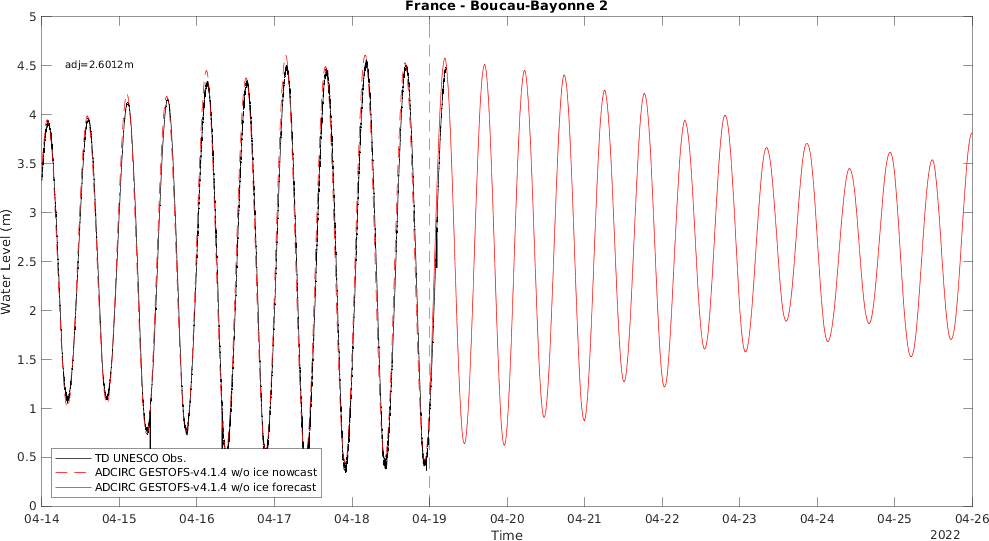 France - Boucau-Bayonne 2
adj=2.6012m
5
4.5
4
3.5
3
2.5
2
1.5
1
0.5
0
Water Level (m)
TD UNESCO Obs.
ADCIRC GESTOFS-v4.1.4 w/o ice nowcast
ADCIRC GESTOFS-v4.1.4 w/o ice forecast
04-14 04-15 04-16 04-17 04-18 04-19 04-20 04-21 04-22 04-23 04-24 04-25 04-26
Time
2022